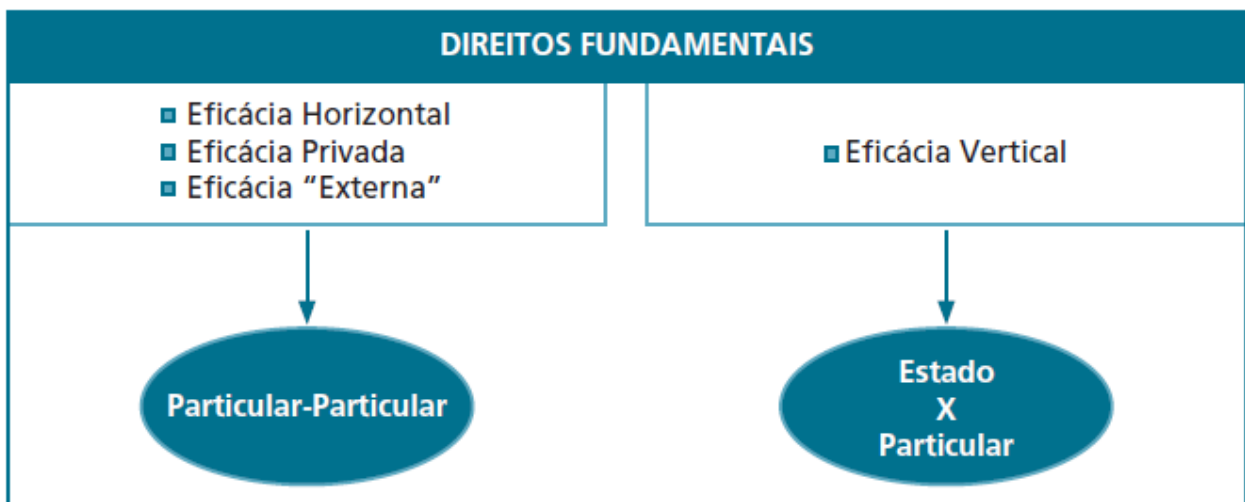 DIREITOS FUNDAMENTAIS
Eficácia Horizontal
Eficácia Privada
Eficácia “Externa”
Eficácia Vertical
Particular-Particular
Estado
X
Particular